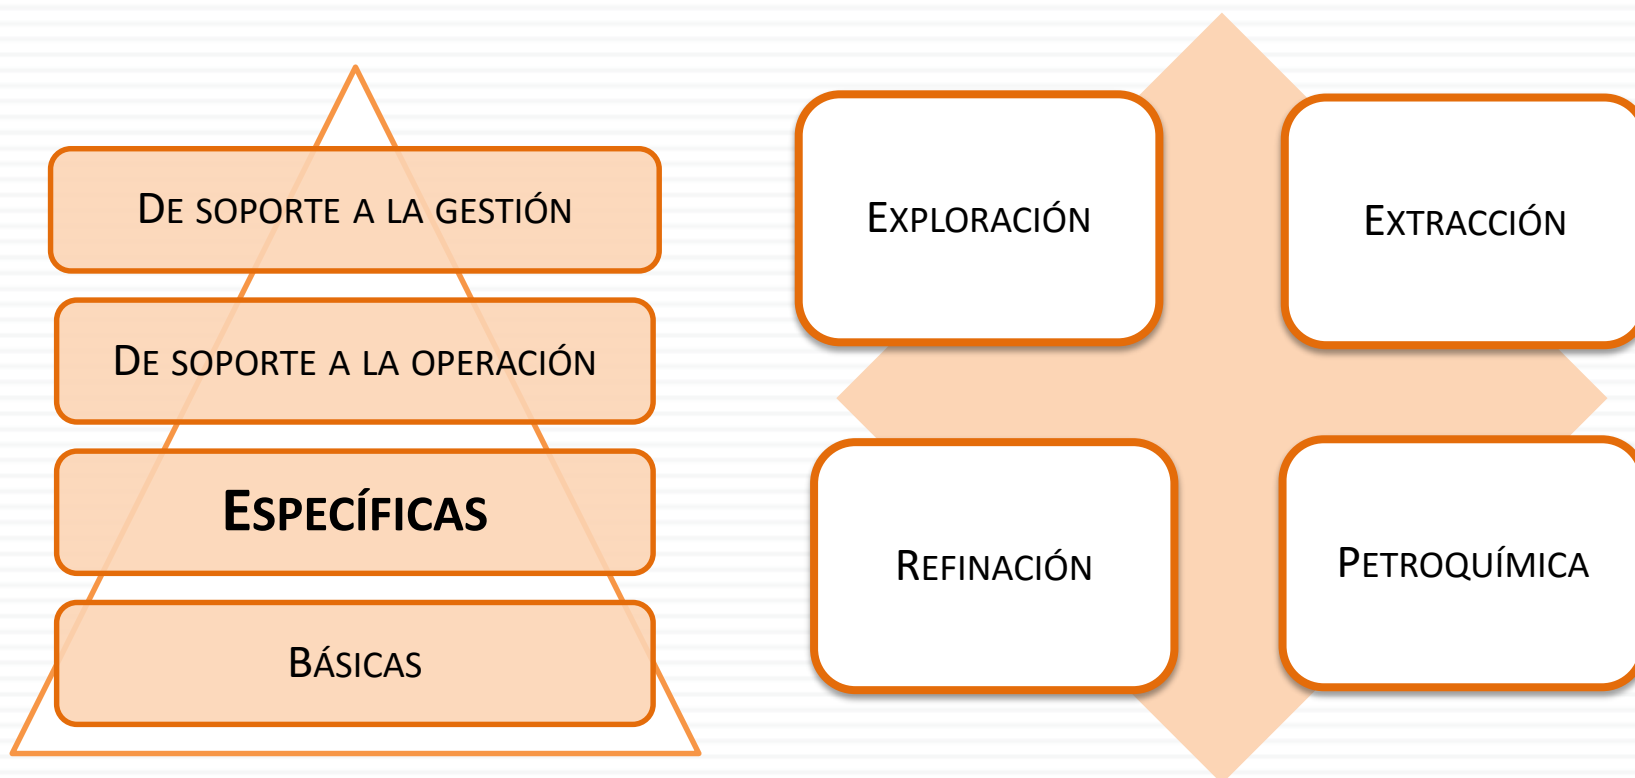 De soporte a la gestión
De soporte a la operación
Específicas
Básicas
Exploración
Extracción
Refinación
Petroquímica